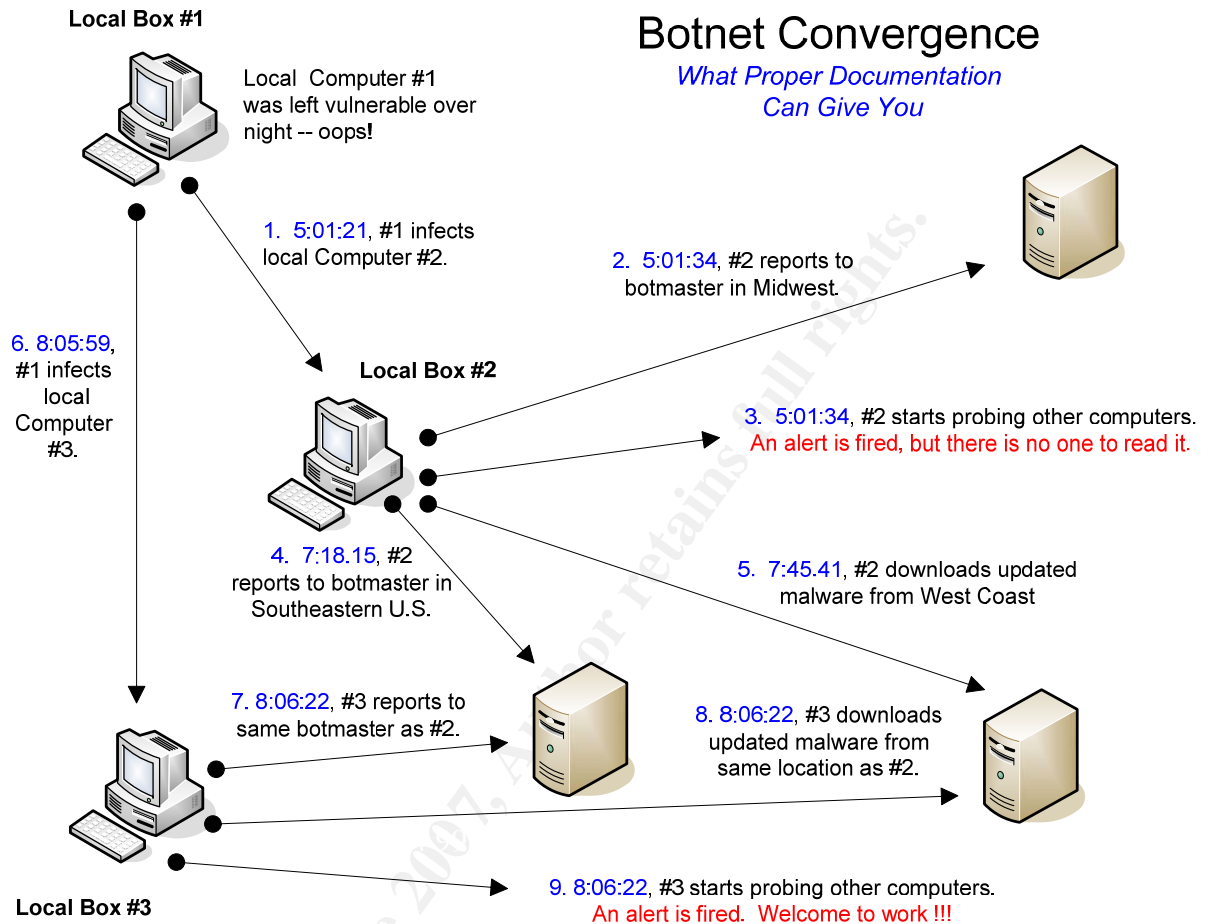 Local Box #1
Botnet Convergence
What Proper Documentation
Can Give You
Local Computer #1
was left vulnerable over
night -- oops!
1. 5:01:21, #1 infects
local Computer #2.
2. 5:01:34, #2 reports to
botmaster in Midwest.
6. 8:05:59,
#1 infects
local
Computer
#3.
Local Box #2
3. 5:01:34, #2 starts probing other computers.
An alert is fired, but there is no one to read it.
4. 7:18.15, #2
reports to botmaster in
Southeastern U.S.
5. 7:45.41, #2 downloads updated
malware from West Coast
7. 8:06:22, #3 reports to
same botmaster as #2.
8. 8:06:22, #3 downloads
updated malware from
same location as #2.
9. 8:06:22, #3 starts probing other computers.
An alert is fired. Welcome to work !!!
Local Box #3
2007, Author retains full rights.